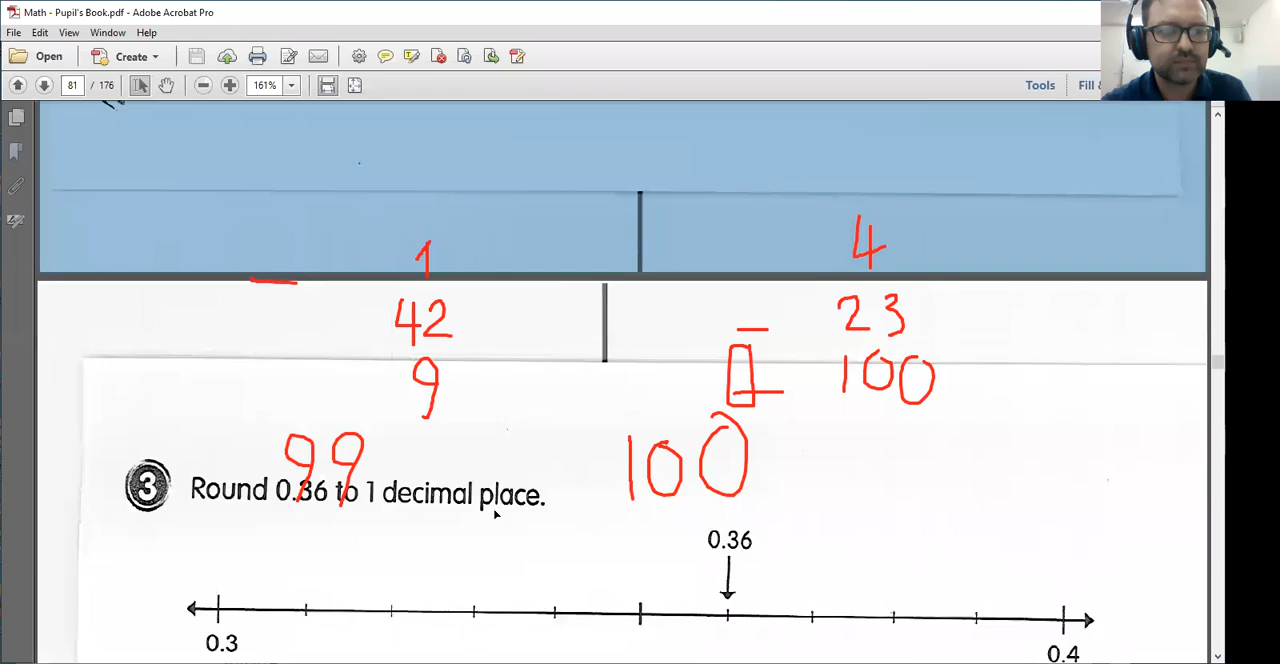 Math - Pupil's Book.pdf - Adobe Acrobat Pro
File Edit View Window Help
Open Create
81 / 176 161% Tools Fill &
1 4
42 23
9 100
99 100
3 Round 0.36 to 1 decimal place.
0.36
0.3 0.4